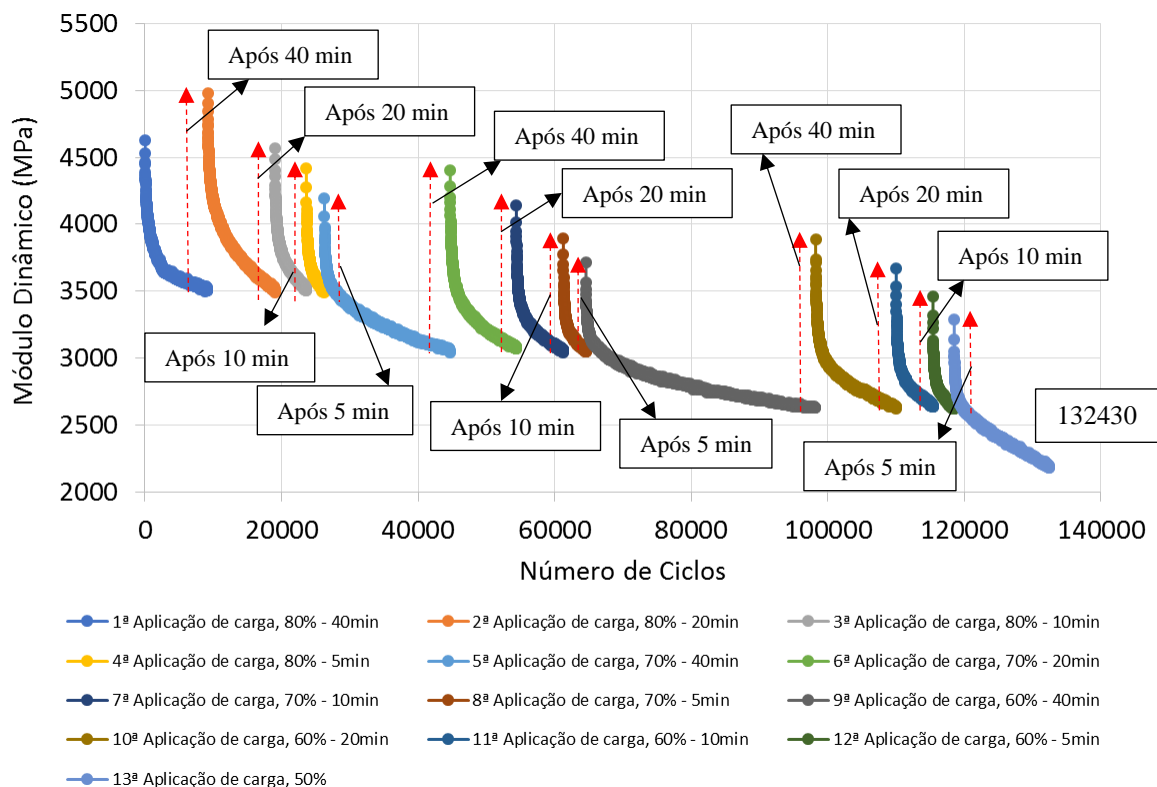 Módulo Dinâmico (MPa)
5500
5000
4500
4000
3500
3000
2500
2000
Após 40 min
Após 20 min
Após 40 min
Após 20 min
Após 40 min
Após 20 min
Após 10 min
Após 10 min
Após 5 min
Após 10 min
Após 5 min
Após 5 min
132430
0
20000
40000
60000
80000
100000
120000
140000
Número de Ciclos
1ª Aplicação de carga, 80% - 40min
2ª Aplicação de carga, 80% - 20min
3ª Aplicação de carga, 80% - 10min
4ª Aplicação de carga, 80% - 5min
5ª Aplicação de carga, 70% - 40min
6ª Aplicação de carga, 70% - 20min
7ª Aplicação de carga, 70% - 10min
8ª Aplicação de carga, 70% - 5min
9ª Aplicação de carga, 60% - 40min
10ª Aplicação de carga, 60% - 20min
11ª Aplicação de carga, 60% - 10min
12ª Aplicação de carga, 60% - 5min
13ª Aplicação de carga, 50%